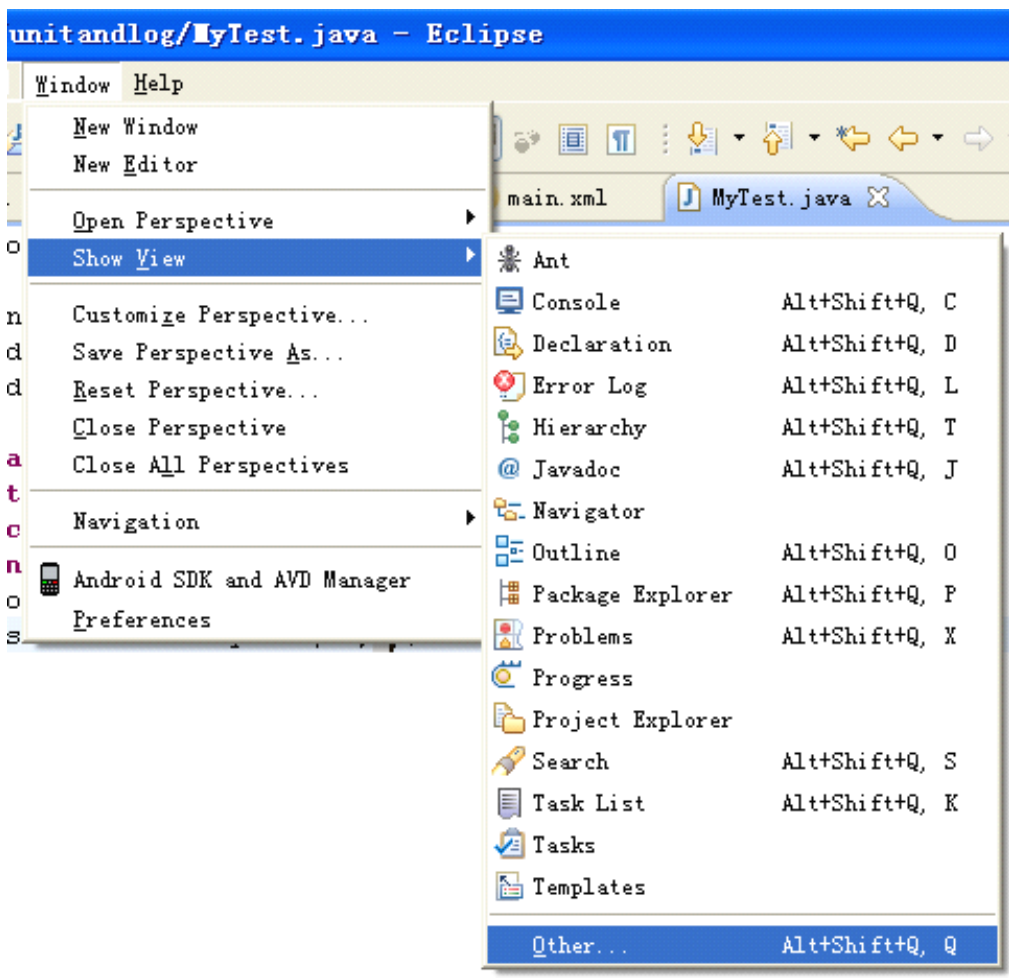 unitandlog/MyTest.java - Eclipse
Window Help
New Window
New Editor
Open Perspective
Show View
Customize Perspective...
Save Perspective As...
Reset Perspective...
Close Perspective
Close All Perspectives
Navigation
Android SDK and AVD Manager
Preferences
main.xml MyTest.java
Ant
Console Alt+Shift+Q, C
Declaration Alt+Shift+Q, D
Error Log Alt+Shift+Q, L
Hierarchy Alt+Shift+Q, T
Javadoc Alt+Shift+Q, J
Navigator
Outline Alt+Shift+Q, O
Package Explorer Alt+Shift+Q, P
Problems Alt+Shift+Q, X
Progress
Project Explorer
Search Alt+Shift+Q, S
Task List Alt+Shift+Q, K
Tasks
Templates
Other... Alt+Shift+Q, Q